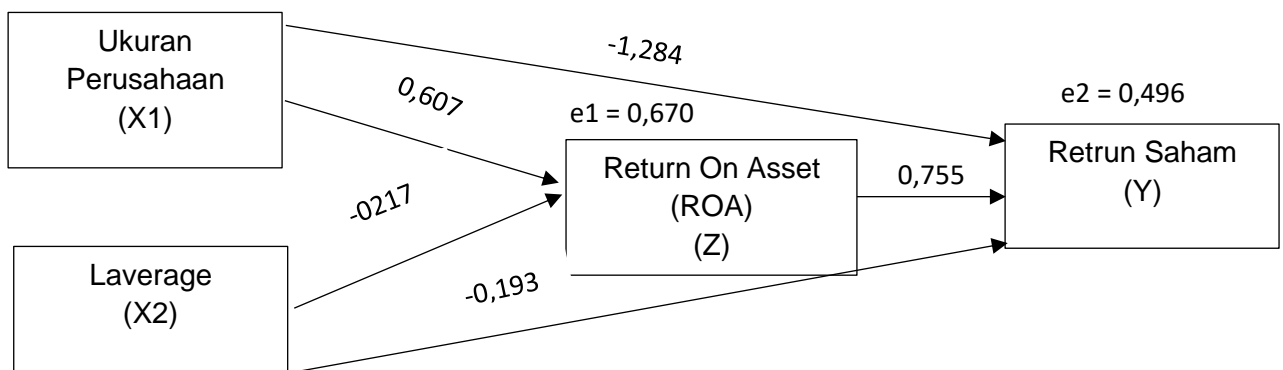 Ukuran
Perusahaan
(X1)
-1,284
0,607
e1 = 0,670
e2 = 0,496
Return On Asset
(ROA)
(Z)
0,755
Retrun Saham
(Y)
-0217
Laverage
(X2)
-0,193